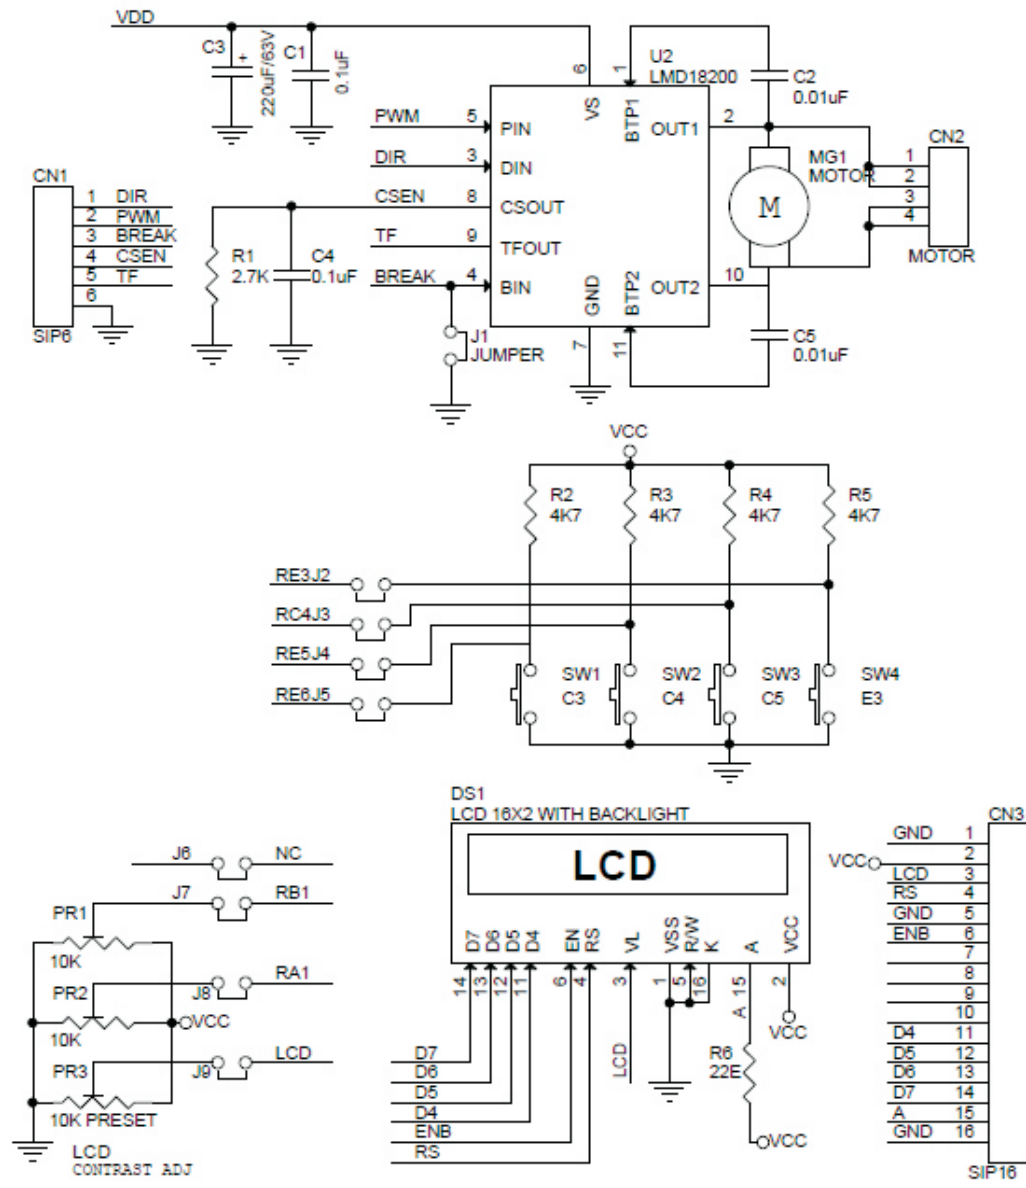 VDD
C3
+
220uF/63V
C1
0.1uF
6
VS
1
BTP1
U2
LMD18200
C2
0.01uF
PWM 5 PIN
OUT1 2
DIR 3 DIN
CSEN 8 CSOUT
TF 9 TFOUT
BREAK 4 BIN
OUT2 10
GND
7
BTP2
11
MG1
MOTOR
M
CN2
1
2
3
4
MOTOR
C5
0.01uF
CN1
1 DIR
2 PWM
3 BREAK
4 CSEN
5 TF
6
SIP6
R1
2.7K
C4
0.1uF
J1
JUMPER
VCC
R2
4K7
R3
4K7
R4
4K7
R5
4K7
RE3J2
RC4J3
RE5J4
RE6J5
SW1
C3
SW2
C4
SW3
C5
SW4
E3
DS1
LCD 16X2 WITH BACKLIGHT
LCD
D7
D6
D5
D4
EN
RS
VL
VSS
R/W
K
A
VCC
14
13
12
11
6
4
3
1
5
16
A 15
2
VCC
LCD
R6
22E
VCC
D7
D6
D5
D4
ENB
RS
J6 NC
J7 RB1
PR1
10K
J8 RA1
PR2
10K
VCC
J9 LCD
PR3
10K PRESET
LCD
CONTRAST ADJ
CN3
GND 1
VCC 2
LCD 3
RS 4
GND 5
ENB 6
7
8
9
10
D4 11
D5 12
D6 13
D7 14
A 15
GND 16
SIP16